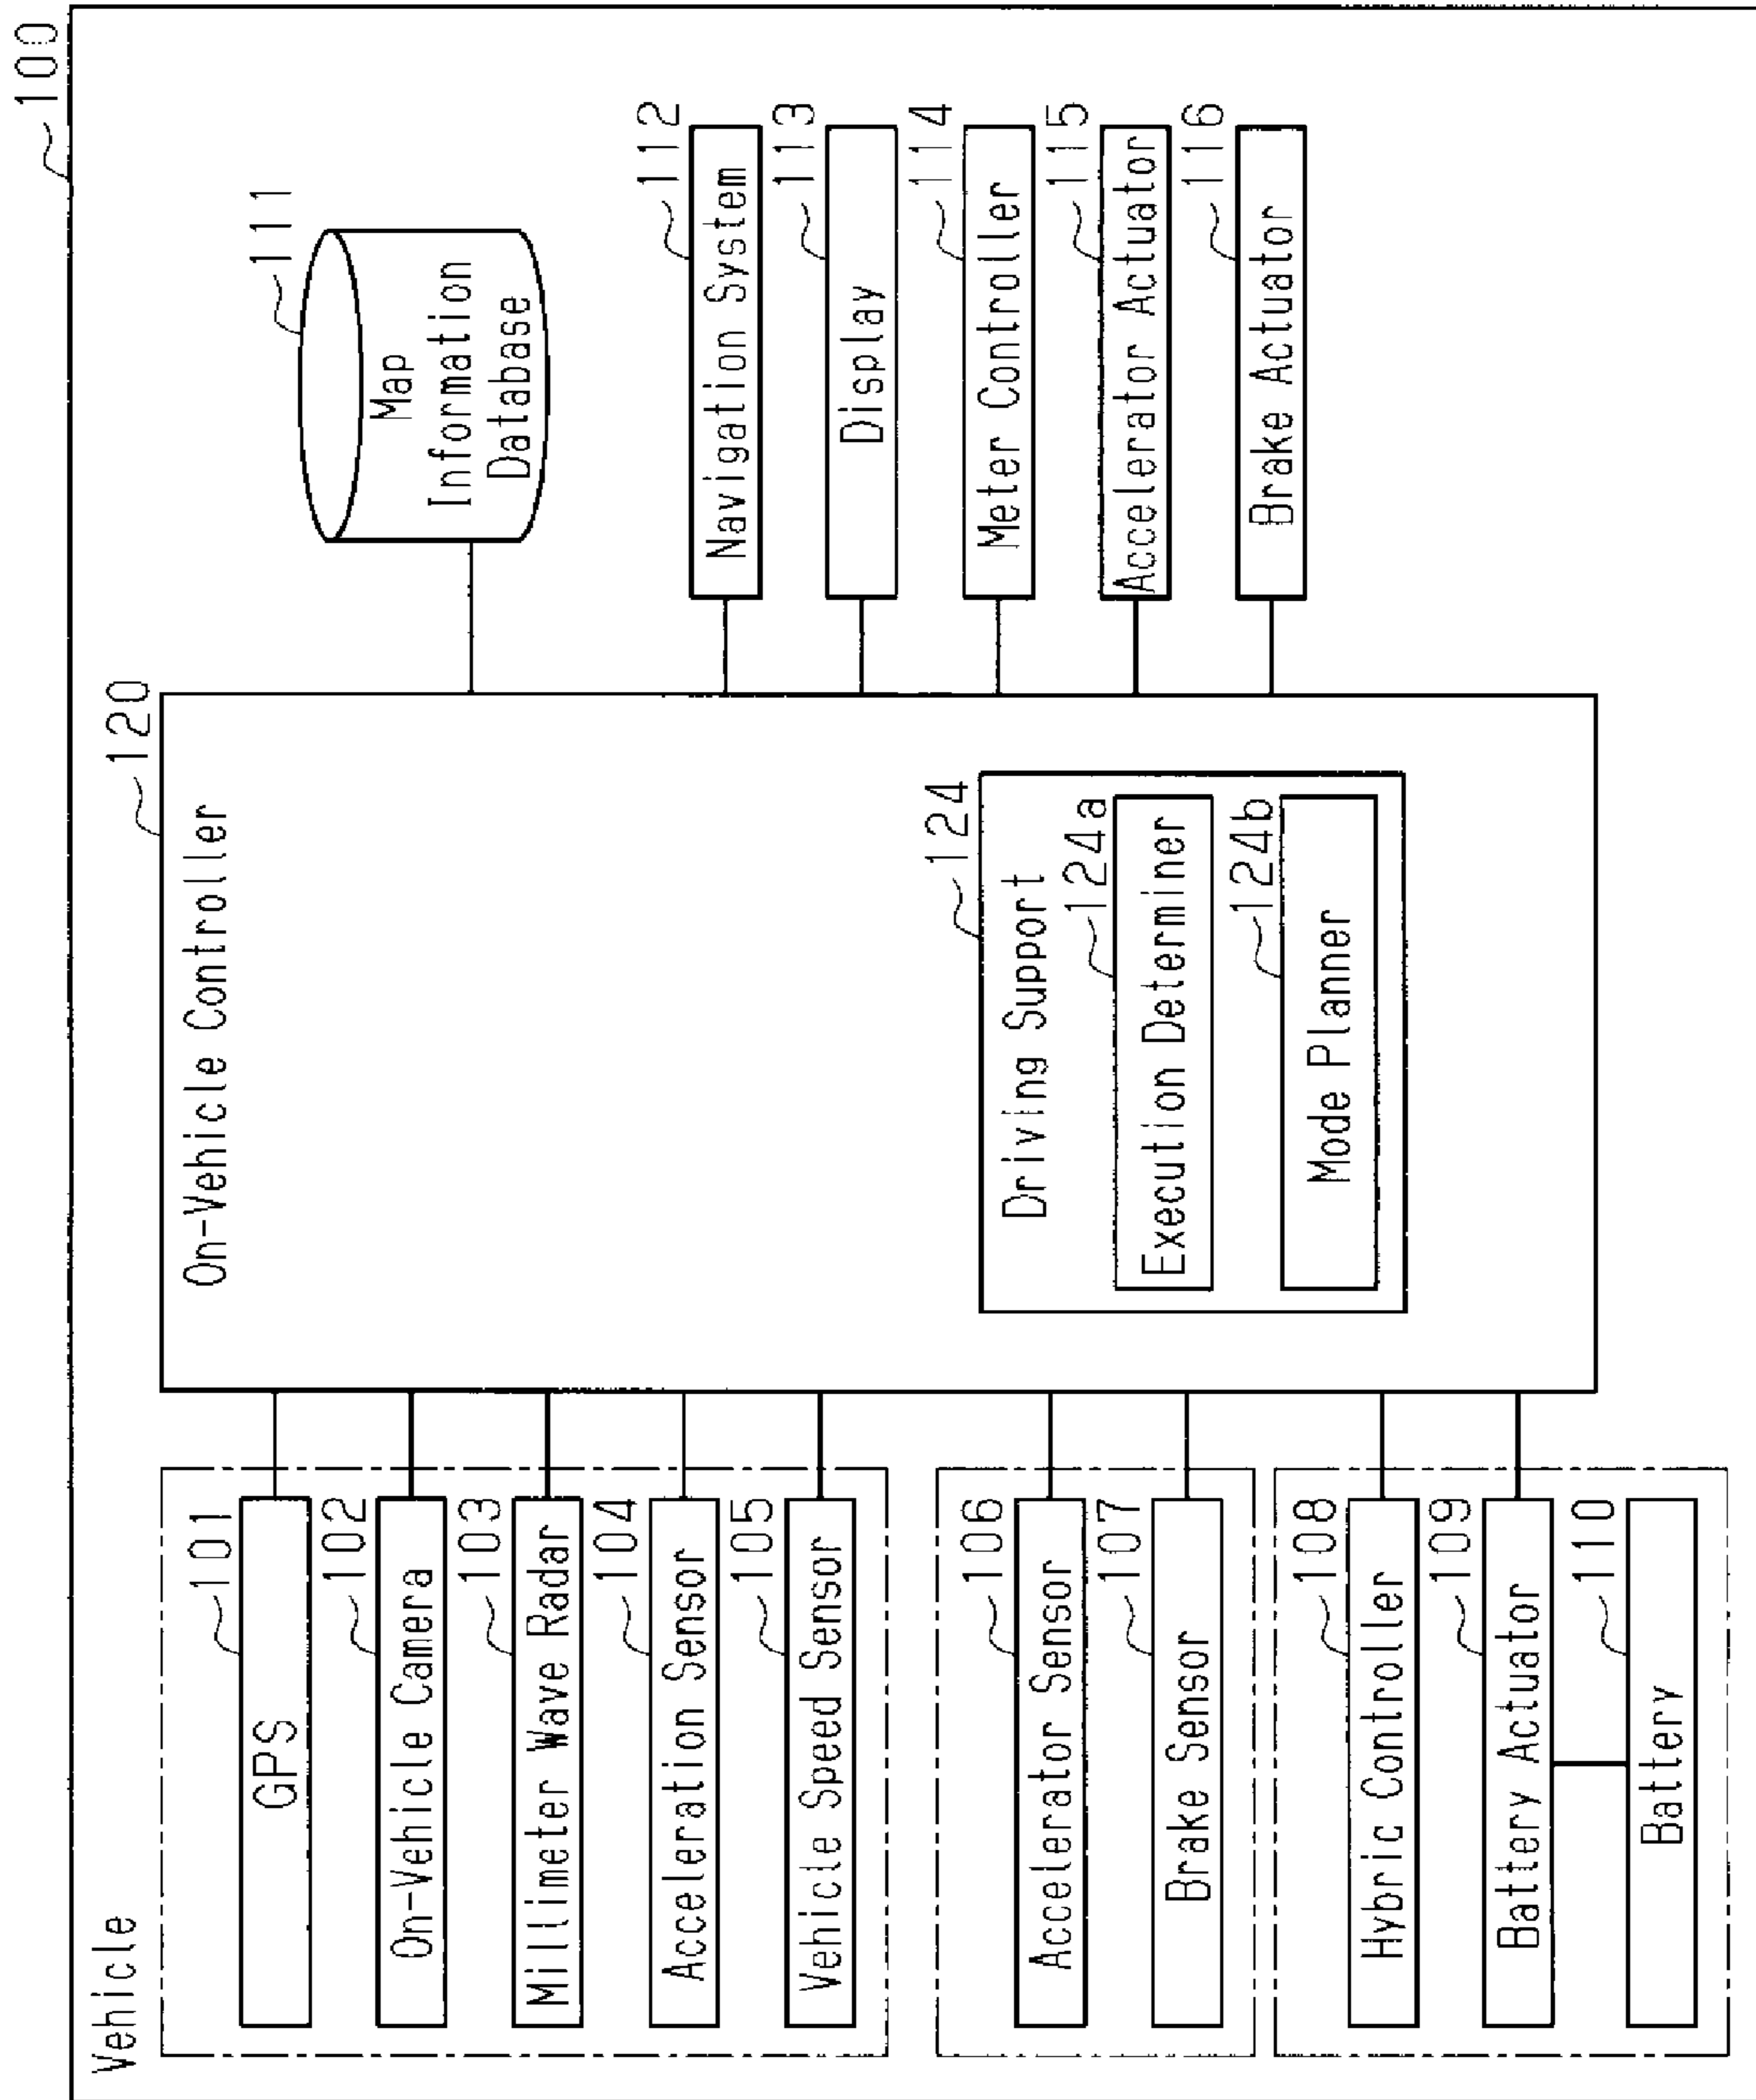 100
Vehicle
101
GPS
102
On-Vehicle Camera
103
Millimeter Wave Radar
104
Acceleration Sensor
105
Vehicle Speed Sensor
106
Accelerator Sensor
107
Brake Sensor
108
Hybric Controller
109
Battery Actuator
110
Battery
120
On-Vehicle Controller
124
Driving Support
124a
Execution Determiner
124b
Mode Planner
111
Map
Information
Database
112
Navigation System
113
Display
114
Meter Controller
115
Accelerator Actuator
116
Brake Actuator